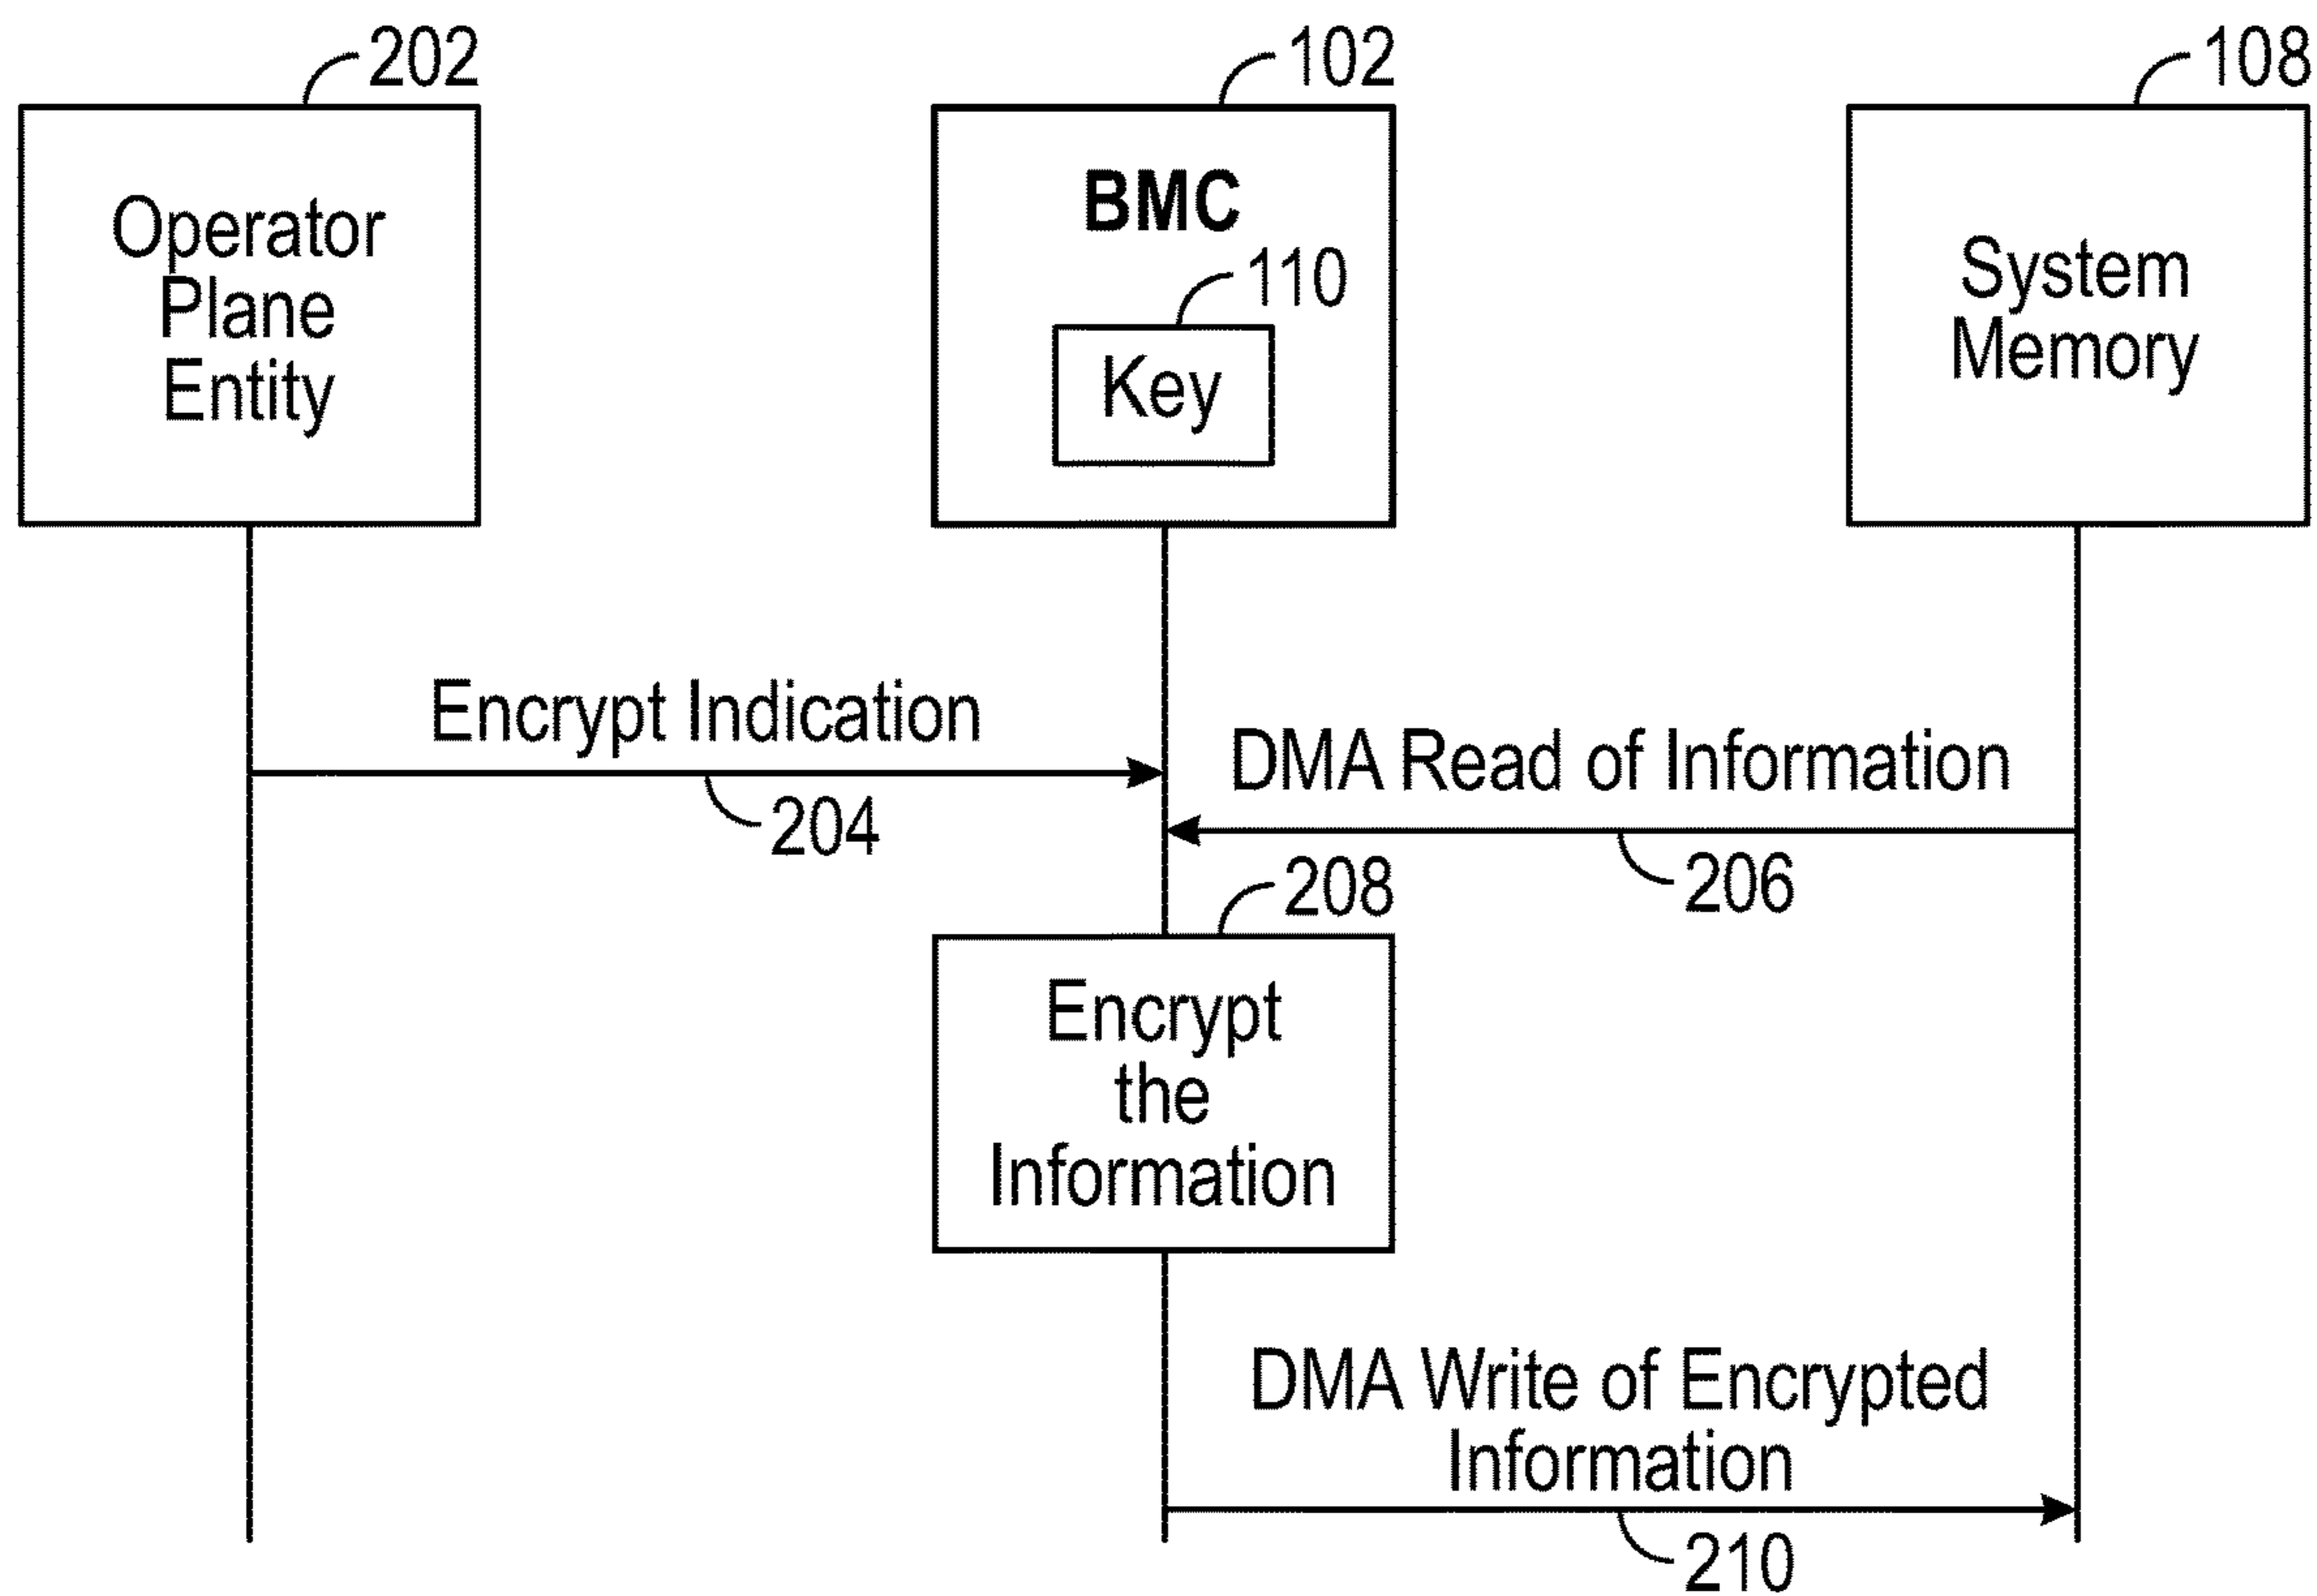 202
102
108
Operator
Plane
Entity
BMC
110
Key
System
Memory
Encrypt Indication
204
DMA Read of Information
206
208
Encrypt
the
Information
DMA Write of Encrypted
Information
210